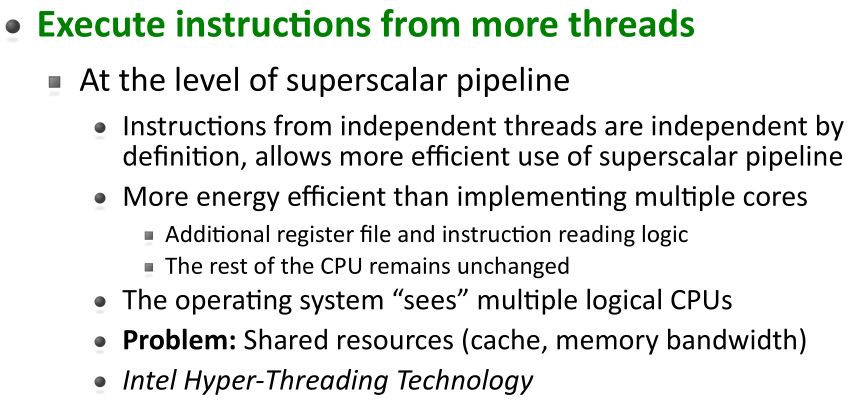 Execute instructions from more threads
At the level of superscalar pipeline
Instructions from independent threads are independent by
definition, allows more efficient use of superscalar pipeline
More energy efficient than implementing multiple cores
Additional register file and instruction reading logic
The rest of the CPU remains unchanged
The operating system “sees” multiple logical CPUs
Problem: Shared resources (cache, memory bandwidth)
Intel Hyper-Threading Technology